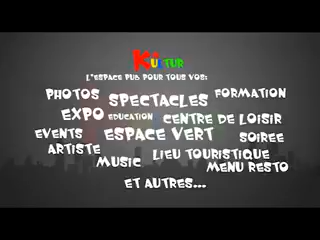 KULTUR
L'ESPACE PUB POUR TOUS VOS:
PHOTOS SPECTACLES FORMATION
EXPO EDUCATION CENTRE DE LOISIR
EVENTS ESPACE VERT SOIREE
ARTISTE MUSIC LIEU TOURISTIQUE
MENU RESTO
ET AUTRES...